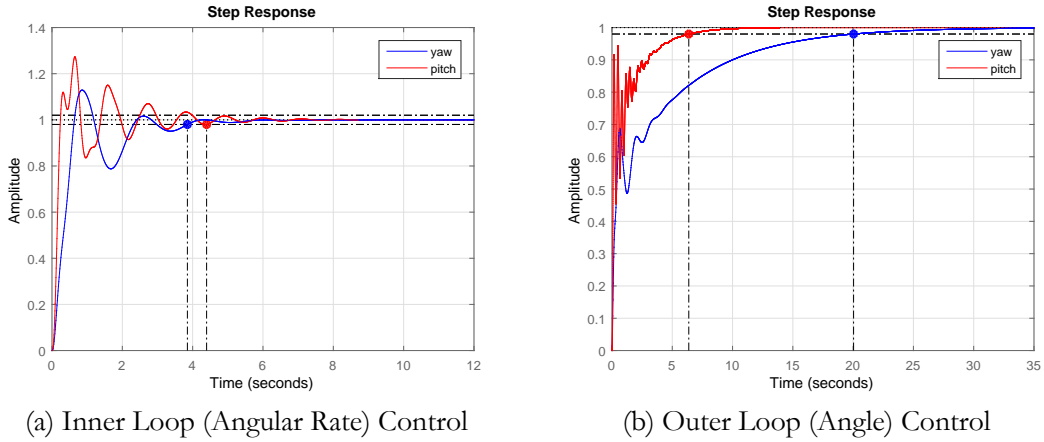 Step Response
1.4
1.2
1
0.8
0.6
0.4
0.2
0
Amplitude
yaw
pitch
0 2 4 6 8 10 12
Time (seconds)
(a) Inner Loop (Angular Rate) Control
Step Response
1
0.9
0.8
0.7
0.6
0.5
0.4
0.3
0.2
0.1
0
Amplitude
yaw
pitch
0 5 10 15 20 25 30 35
Time (seconds)
(b) Outer Loop (Angle) Control